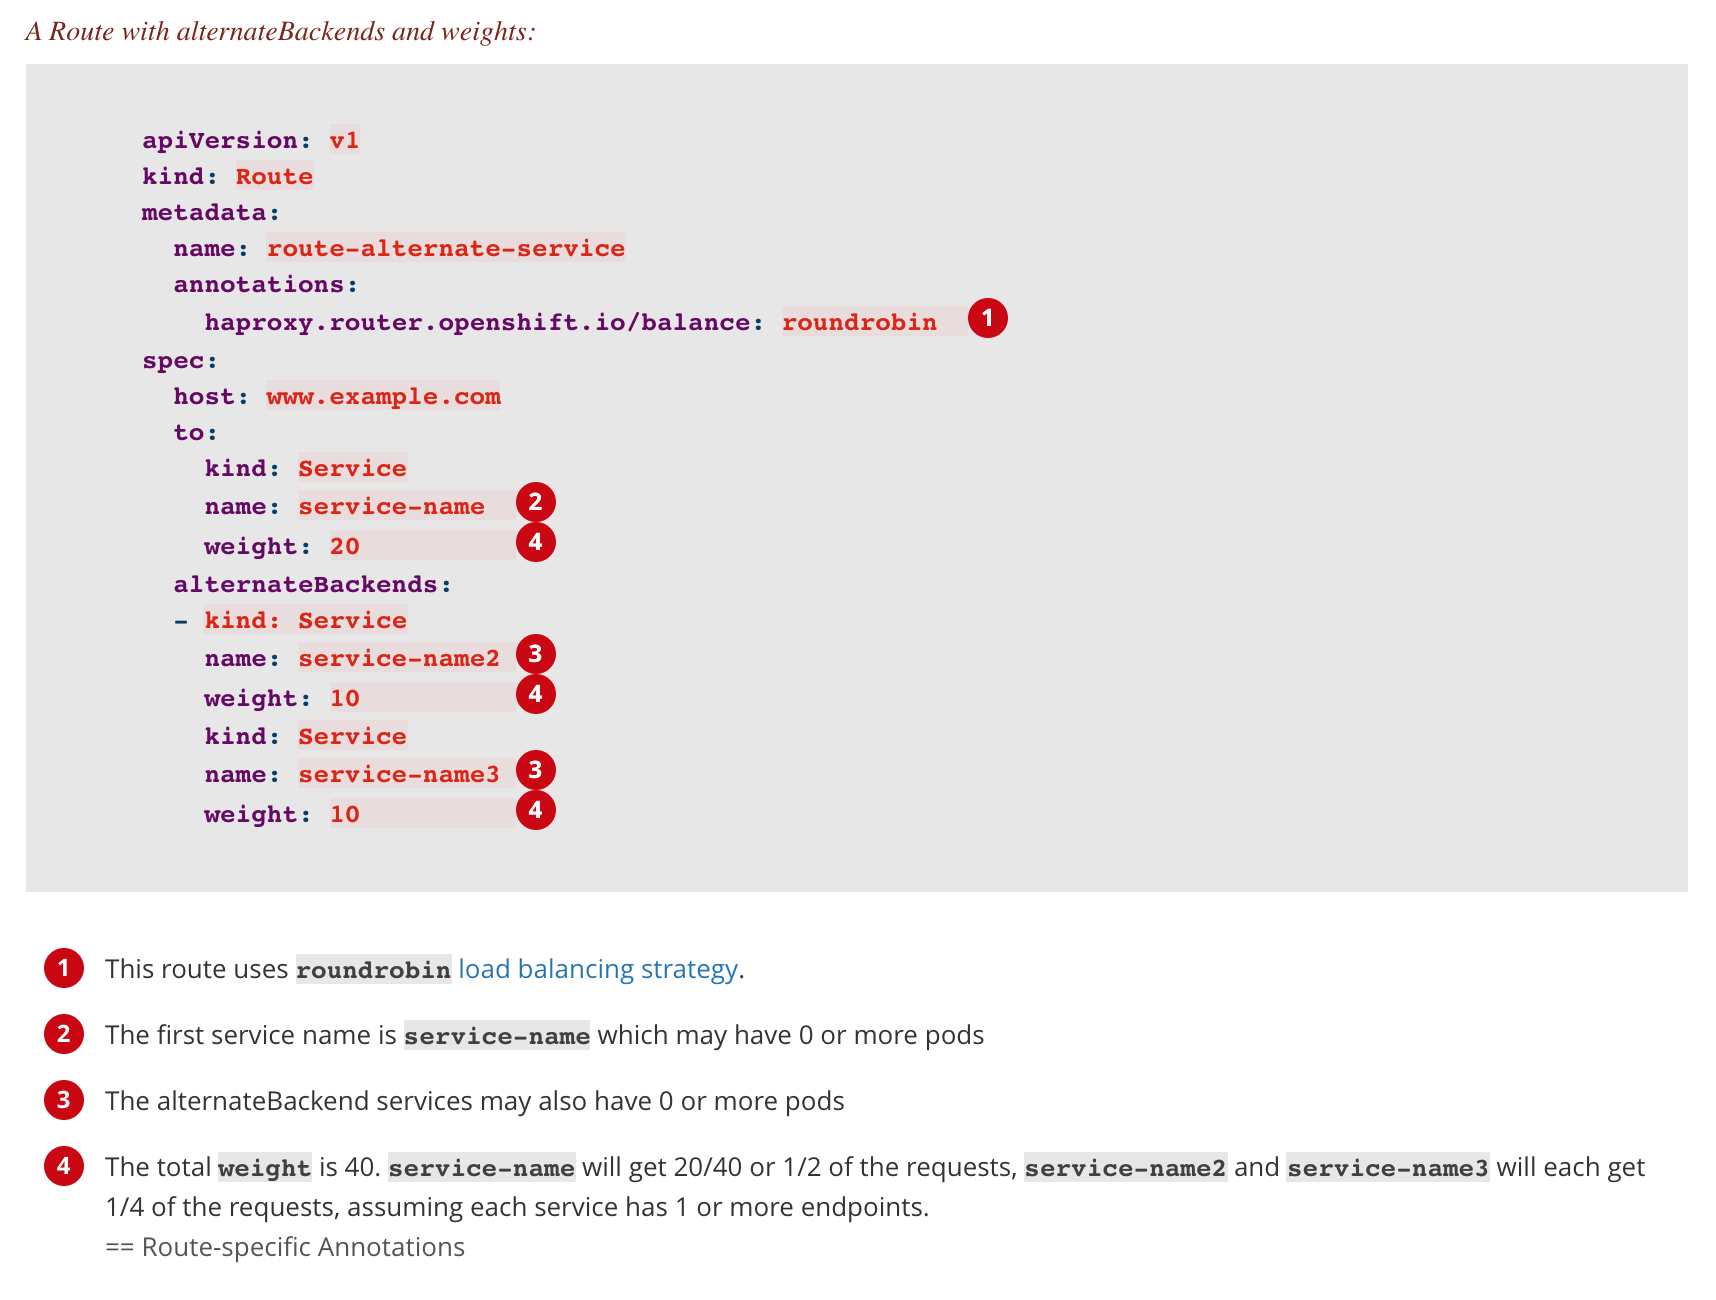 A Route with alternateBackends and weights:
apiVersion: v1
kind: Route
metadata:
  name: route-alternate-service
  annotations:
    haproxy.router.openshift.io/balance: roundrobin  1
spec:
  host: www.example.com
  to:
    kind: Service
    name: service-name  2
    weight: 20          4
  alternateBackends:
  - kind: Service
    name: service-name2 3
    weight: 10          4
    kind: Service
    name: service-name3 3
    weight: 10          4
1 This route uses roundrobin load balancing strategy.
2 The first service name is service-name which may have 0 or more pods
3 The alternateBackend services may also have 0 or more pods
4 The total weight is 40. service-name will get 20/40 or 1/2 of the requests, service-name2 and service-name3 will each get
1/4 of the requests, assuming each service has 1 or more endpoints.
== Route-specific Annotations